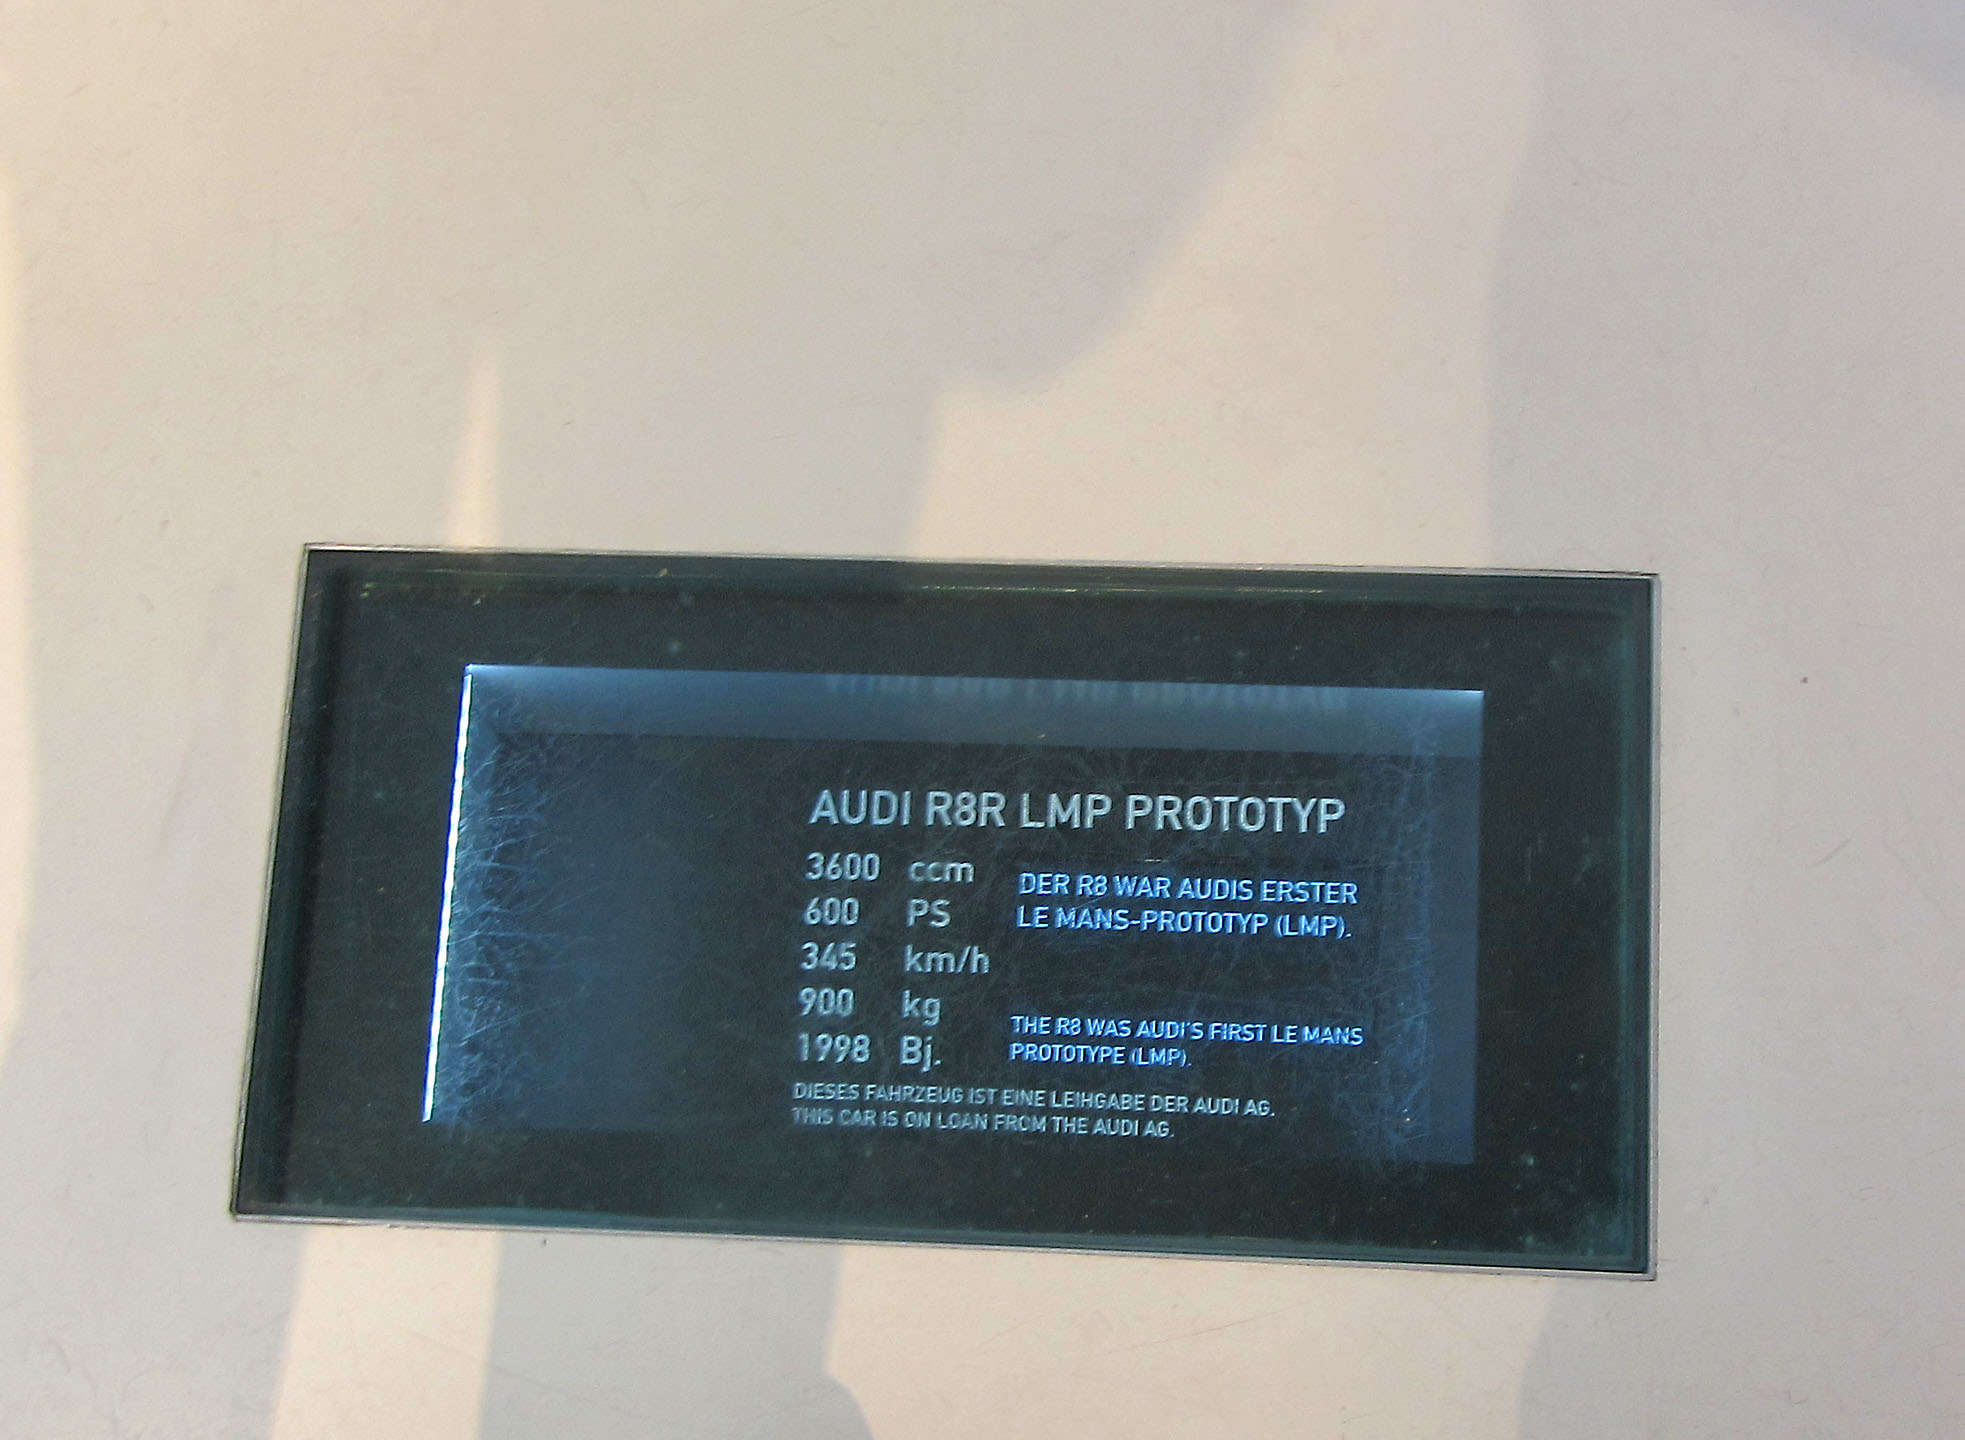 AUDI R8R LMP PROTOTYP
3600 ccm
600 PS
345 km/h
900 kg
1998 Bj.
DER R8 WAR AUDIS ERSTER
LE MANS-PROTOTYP (LMP).
THE R8 WAS AUDI'S FIRST LE MANS
PROTOTYPE (LMP).
DIESES FAHRZEUG IST EINE LEIHGABE DER AUDI AG.
THIS CAR IS ON LOAN FROM THE AUDI AG.